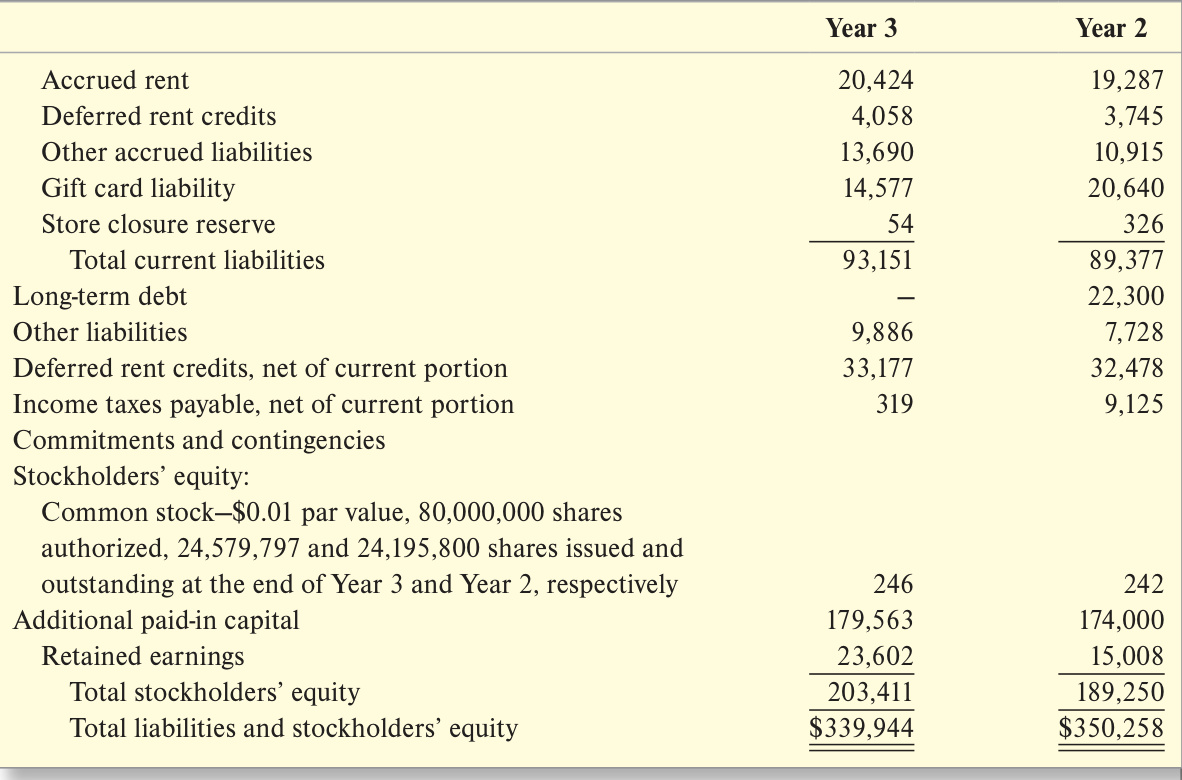 Year 3 Year 2
Accrued rent 20,424 19,287
Deferred rent credits 4,058 3,745
Other accrued liabilities 13,690 10,915
Gift card liability 14,577 20,640
Store closure reserve 54 326
Total current liabilities 93,151 89,377
Long-term debt — 22,300
Other liabilities 9,886 7,728
Deferred rent credits, net of current portion 33,177 32,478
Income taxes payable, net of current portion 319 9,125
Commitments and contingencies
Stockholders’ equity:
Common stock—$0.01 par value, 80,000,000 shares
authorized, 24,579,797 and 24,195,800 shares issued and
outstanding at the end of Year 3 and Year 2, respectively 246 242
Additional paid-in capital 179,563 174,000
Retained earnings 23,602 15,008
Total stockholders’ equity 203,411 189,250
Total liabilities and stockholders’ equity $339,944 $350,258